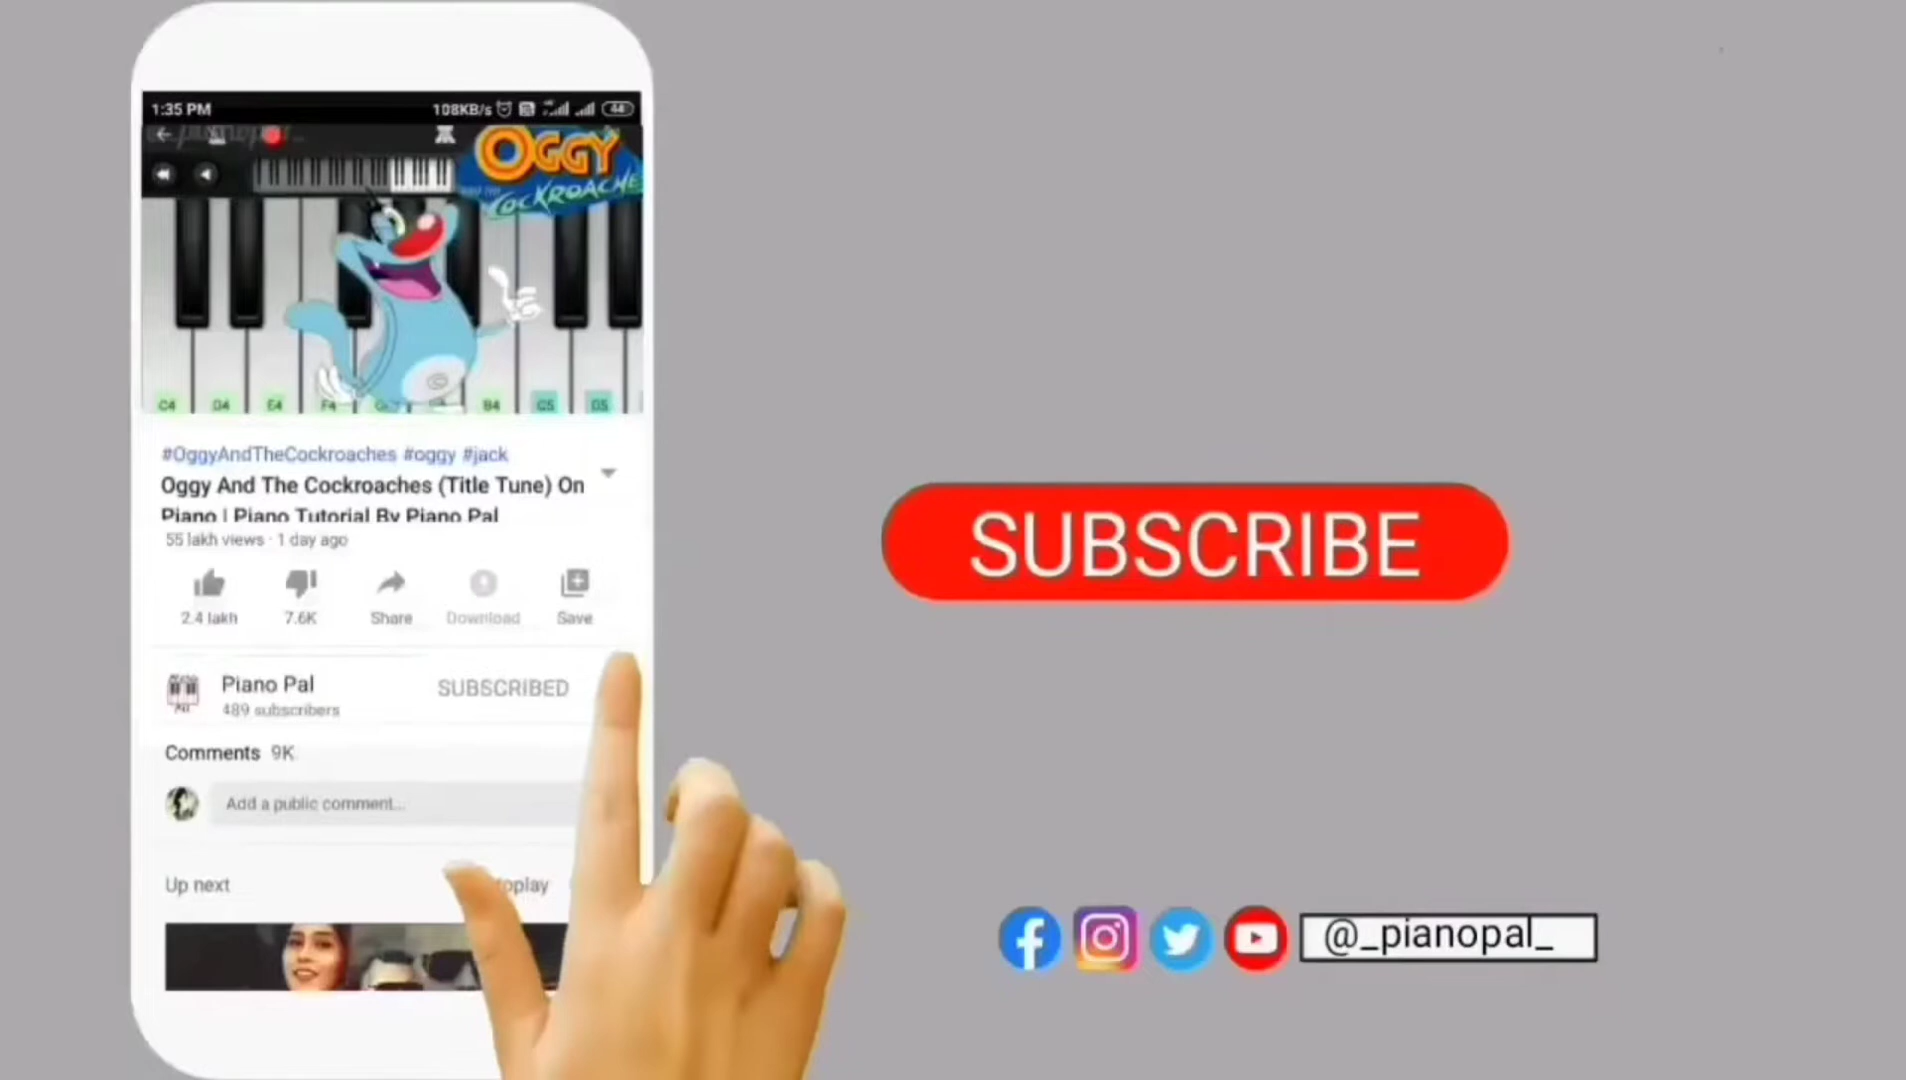 1:35 PM
108KB/s
44
OGGY
COCKROACHES
C4 D4 E4 F4 B4 C5 D5
#OggyAndTheCockroaches #oggy #jack
Oggy And The Cockroaches (Title Tune) On
Piano | Piano Tutorial By Piano Pal
55 lakh views · 1 day ago
2.4 lakh
7.6K
Share
Download
Save
Piano Pal
489 subscribers
SUBSCRIBED
Comments 9K
Add a public comment...
Up next
toplay
SUBSCRIBE
@_pianopal_